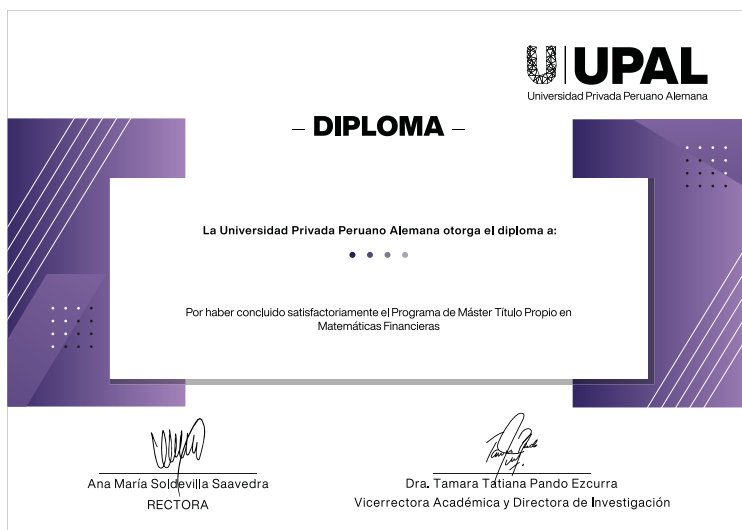 UPAL
Universidad Privada Peruano Alemana
– DIPLOMA –
La Universidad Privada Peruano Alemana otorga el diploma a:
Por haber concluido satisfactoriamente el Programa de Máster Título Propio en
Matemáticas Financieras
Ana María Soldevilla Saavedra
RECTORA
Dra. Tamara Tatiana Pando Ezcurra
Vicerrectora Académica y Directora de Investigación